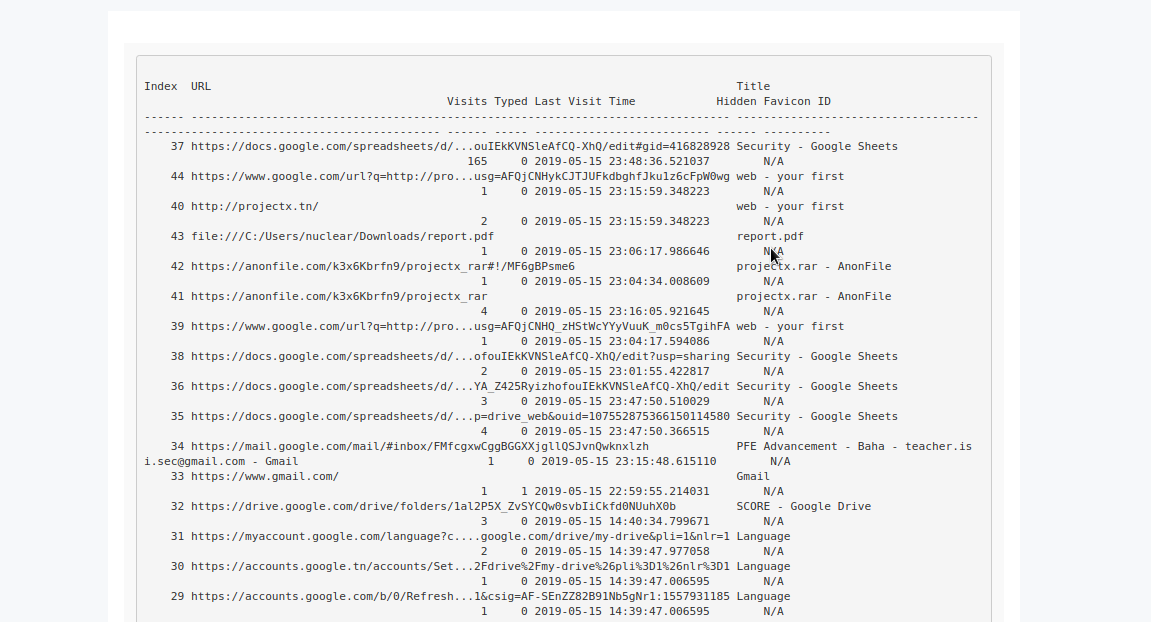 Index  URL                                                                              Title
                                             Visits Typed Last Visit Time            Hidden Favicon ID
------ -------------------------------------------------------------------------------- -----------------------------------
-------------------------------------------- ------ ----- -------------------------- ------ ----------
    37 https://docs.google.com/spreadsheets/d/...ouIEkKVNSleAfCQ-XhQ/edit#gid=416828928 Security - Google Sheets
                                                165     0 2019-05-15 23:48:36.521037        N/A
    44 https://www.google.com/url?q=http://pro...usg=AFQjCNHykCJTJUFkdbghfJku1z6cFpW0wg web - your first
                                                  1     0 2019-05-15 23:15:59.348223        N/A
    40 http://projectx.tn/                                                              web - your first
                                                  2     0 2019-05-15 23:15:59.348223        N/A
    43 file:///C:/Users/nuclear/Downloads/report.pdf                                    report.pdf
                                                  1     0 2019-05-15 23:06:17.986646        N/A
    42 https://anonfile.com/k3x6Kbrfn9/projectx_rar#!/MF6gBPsme6                        projectx.rar - AnonFile
                                                  1     0 2019-05-15 23:04:34.008609        N/A
    41 https://anonfile.com/k3x6Kbrfn9/projectx_rar                                     projectx.rar - AnonFile
                                                  4     0 2019-05-15 23:16:05.921645        N/A
    39 https://www.google.com/url?q=http://pro...usg=AFQjCNHQ_zHStWcYYyVuuK_m0cs5TgihFA web - your first
                                                  1     0 2019-05-15 23:04:17.594086        N/A
    38 https://docs.google.com/spreadsheets/d/...ofouIEkKVNSleAfCQ-XhQ/edit?usp=sharing Security - Google Sheets
                                                  2     0 2019-05-15 23:01:55.422817        N/A
    36 https://docs.google.com/spreadsheets/d/...YA_Z425RyizhofouIEkKVNSleAfCQ-XhQ/edit Security - Google Sheets
                                                  3     0 2019-05-15 23:47:50.510029        N/A
    35 https://docs.google.com/spreadsheets/d/...p=drive_web&ouid=107552875366150114580 Security - Google Sheets
                                                  4     0 2019-05-15 23:47:50.366515        N/A
    34 https://mail.google.com/mail/#inbox/FMfcgxwCggBGGXXjgllQSJvnQwknxlzh             PFE Advancement - Baha - teacher.is
i.sec@gmail.com - Gmail                            1     0 2019-05-15 23:15:48.615110        N/A
    33 https://www.gmail.com/                                                           Gmail
                                                  1     1 2019-05-15 22:59:55.214031        N/A
    32 https://drive.google.com/drive/folders/1al2P5X_ZvSYCQw0svbIiCkfd0NUuhX0b         SCORE - Google Drive
                                                  3     0 2019-05-15 14:40:34.799671        N/A
    31 https://myaccount.google.com/language?c....google.com/drive/my-drive&pli=1&nlr=1 Language
                                                  2     0 2019-05-15 14:39:47.977058        N/A
    30 https://accounts.google.tn/accounts/Set...2Fdrive%2Fmy-drive%26pli%3D1%26nlr%3D1 Language
                                                  1     0 2019-05-15 14:39:47.006595        N/A
    29 https://accounts.google.com/b/0/Refresh...1&csig=AF-SEnZZ82B91Nb5gNr1:1557931185 Language
                                                  1     0 2019-05-15 14:39:47.006595        N/A